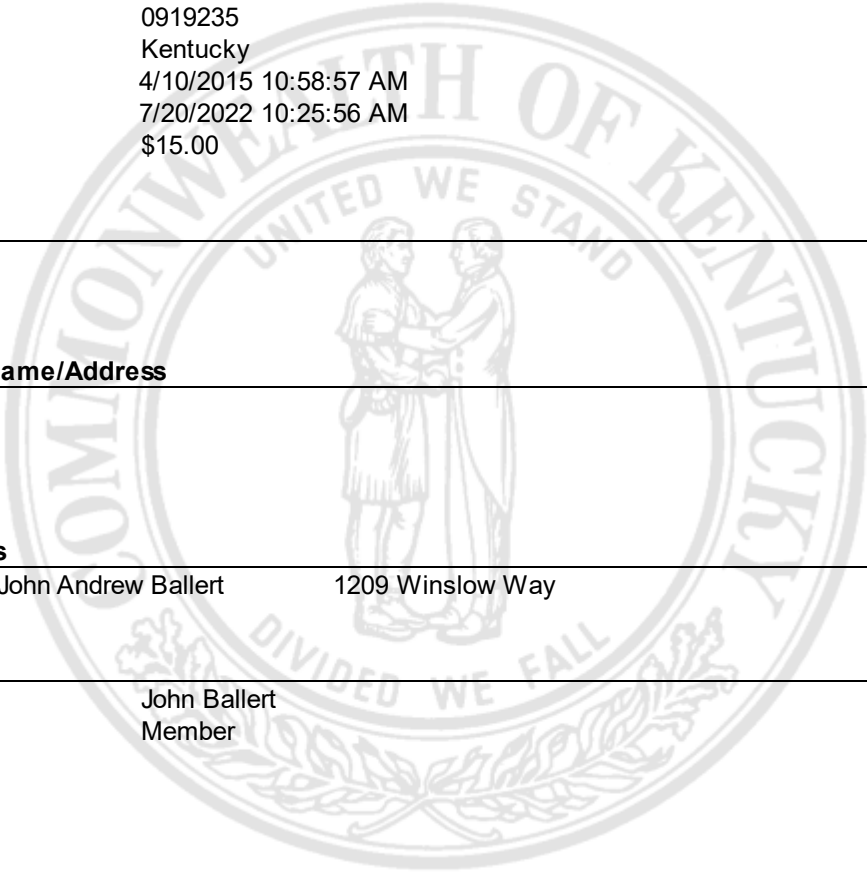 0919235
Kentucky
4/10/2015 10:58:57 AM
7/20/2022 10:25:56 AM
$15.00
COMMONWEALTH OF KENTUCKY
UNITED WE STAND
ame/Address
s
John Andrew Ballert 1209 Winslow Way
DIVIDED WE FALL
John Ballert
Member